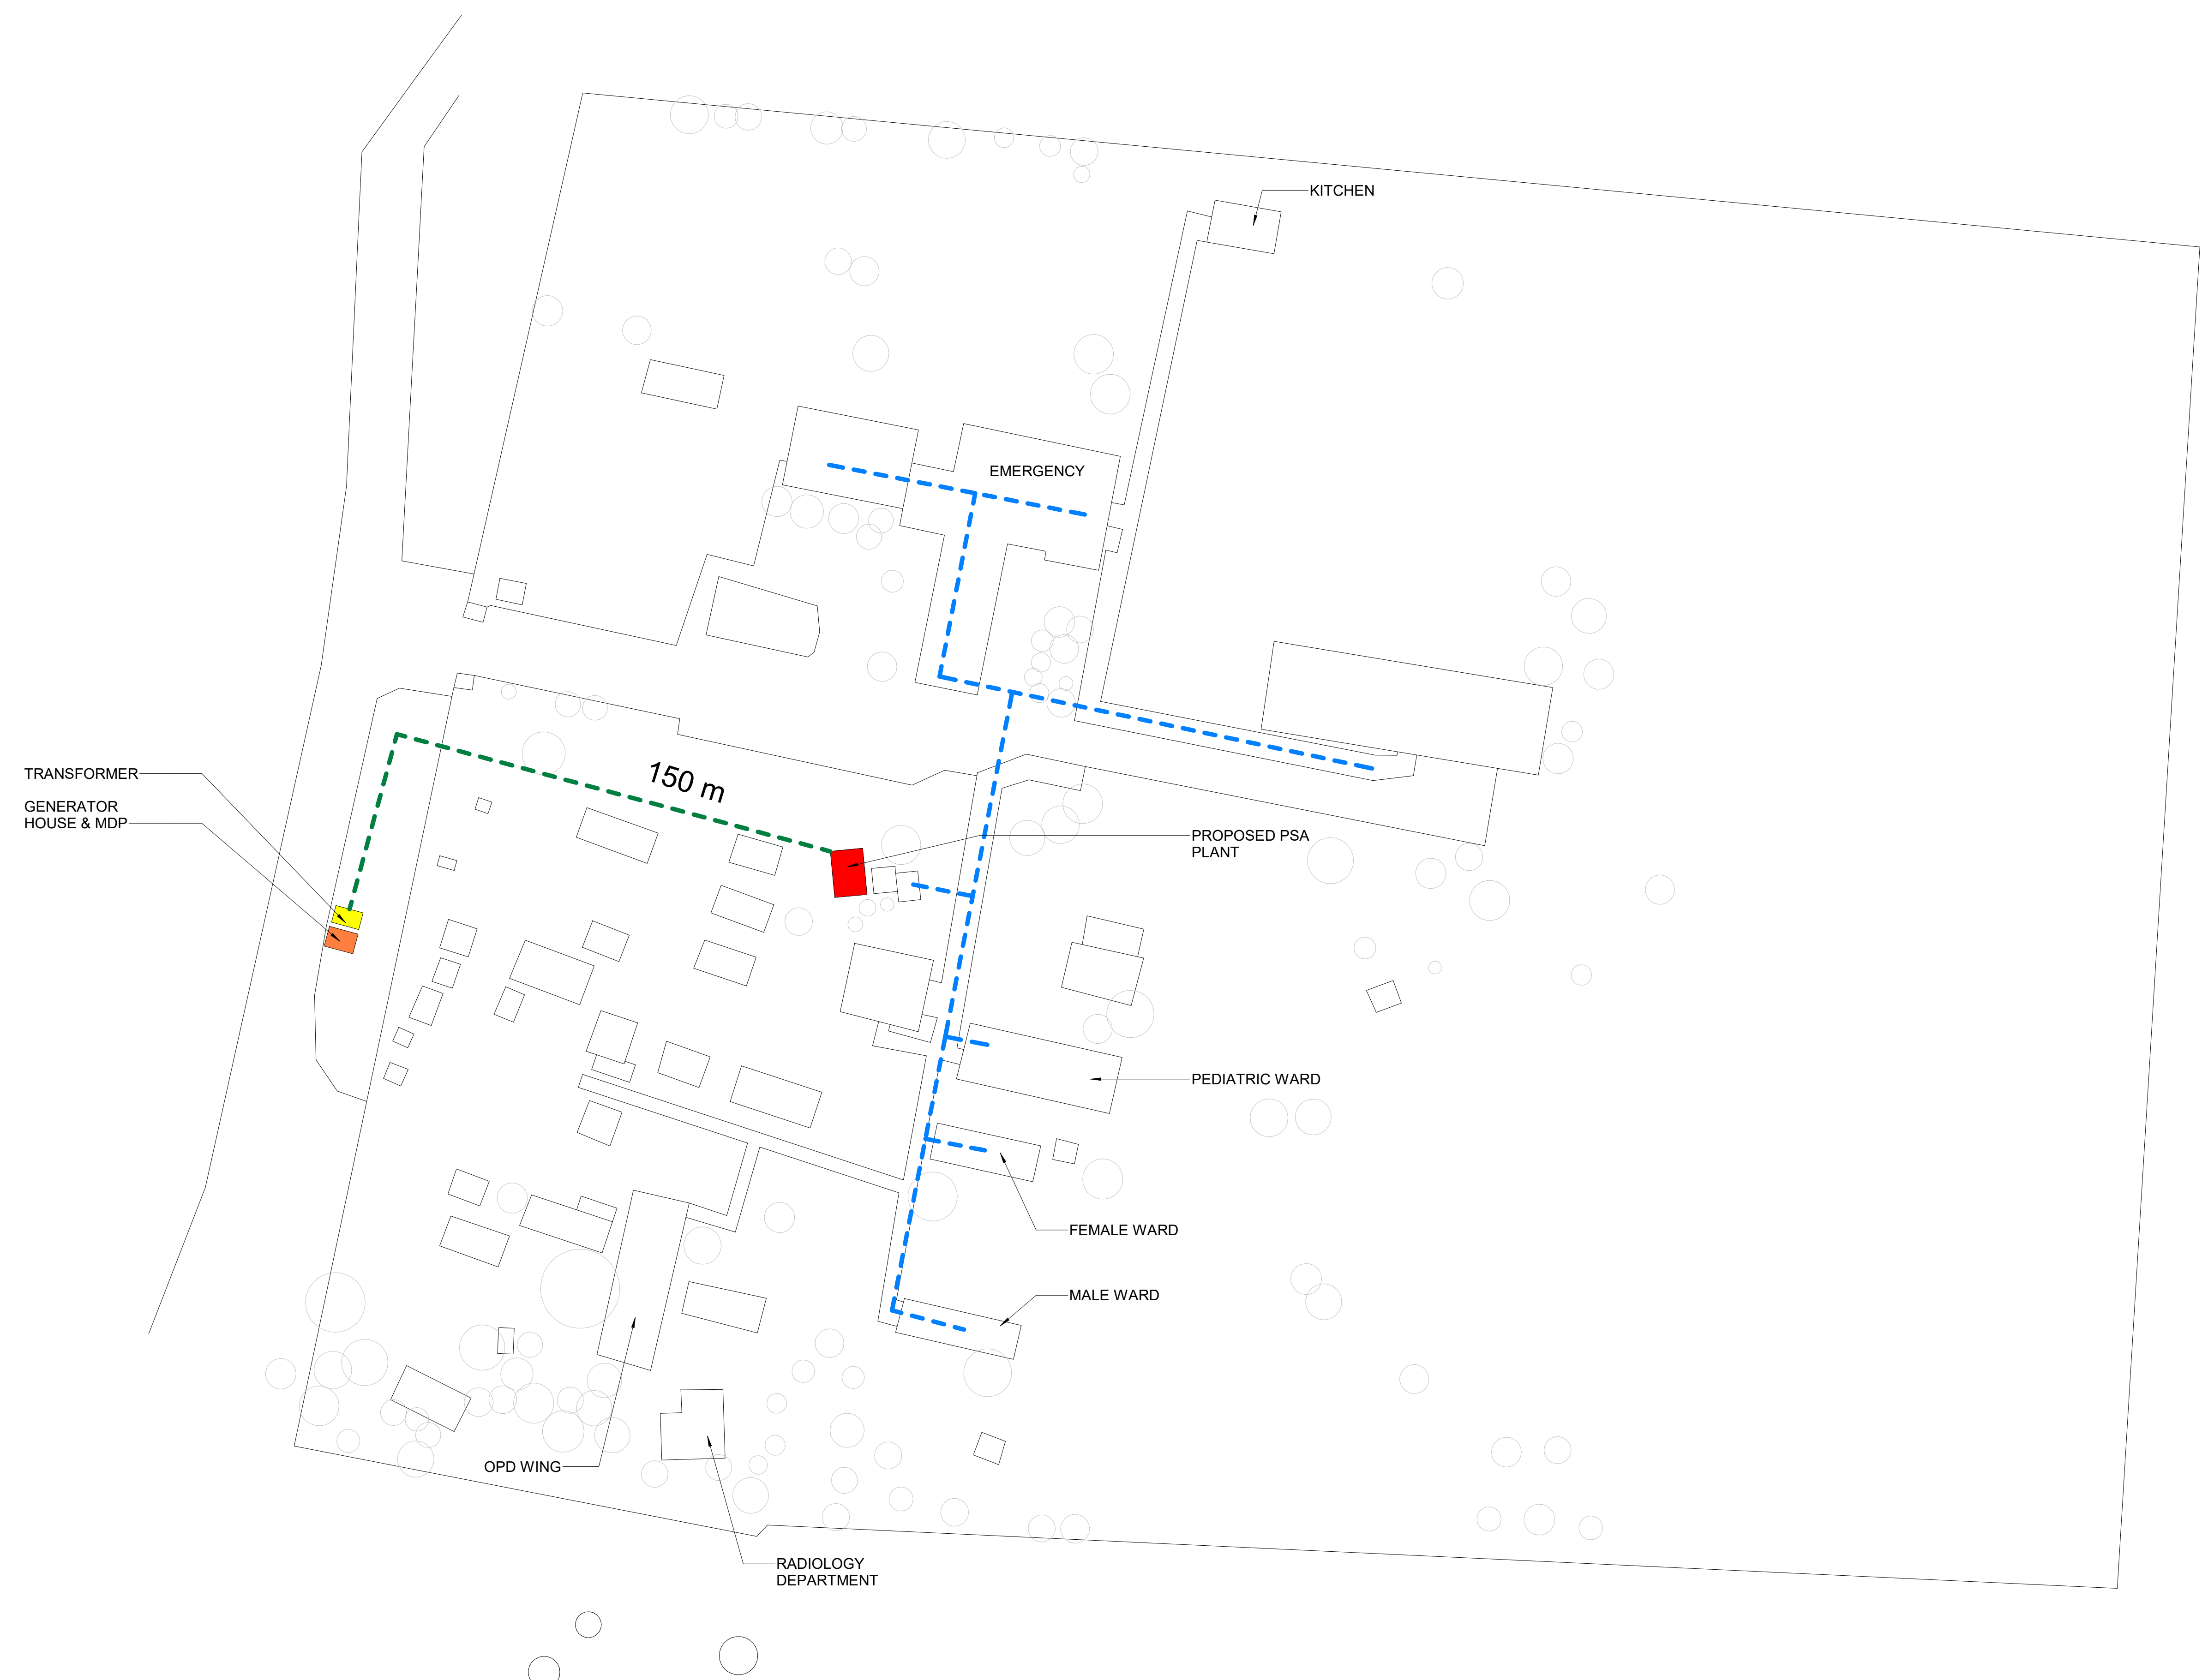 KITCHEN
EMERGENCY
150 m
TRANSFORMER
GENERATOR
HOUSE & MDP
PROPOSED PSA
PLANT
PEDIATRIC WARD
FEMALE WARD
MALE WARD
OPD WING
RADIOLOGY
DEPARTMENT